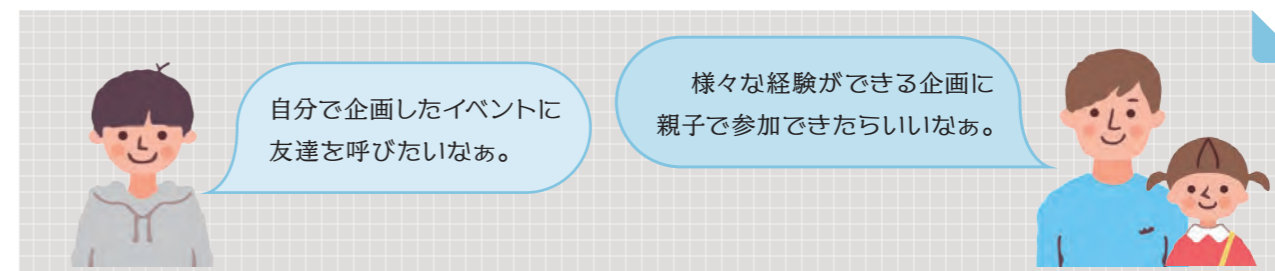 自分で企画したイベントに
友達を呼びたいなぁ。
様々な経験ができる企画に
親子で参加できたらいいなぁ。